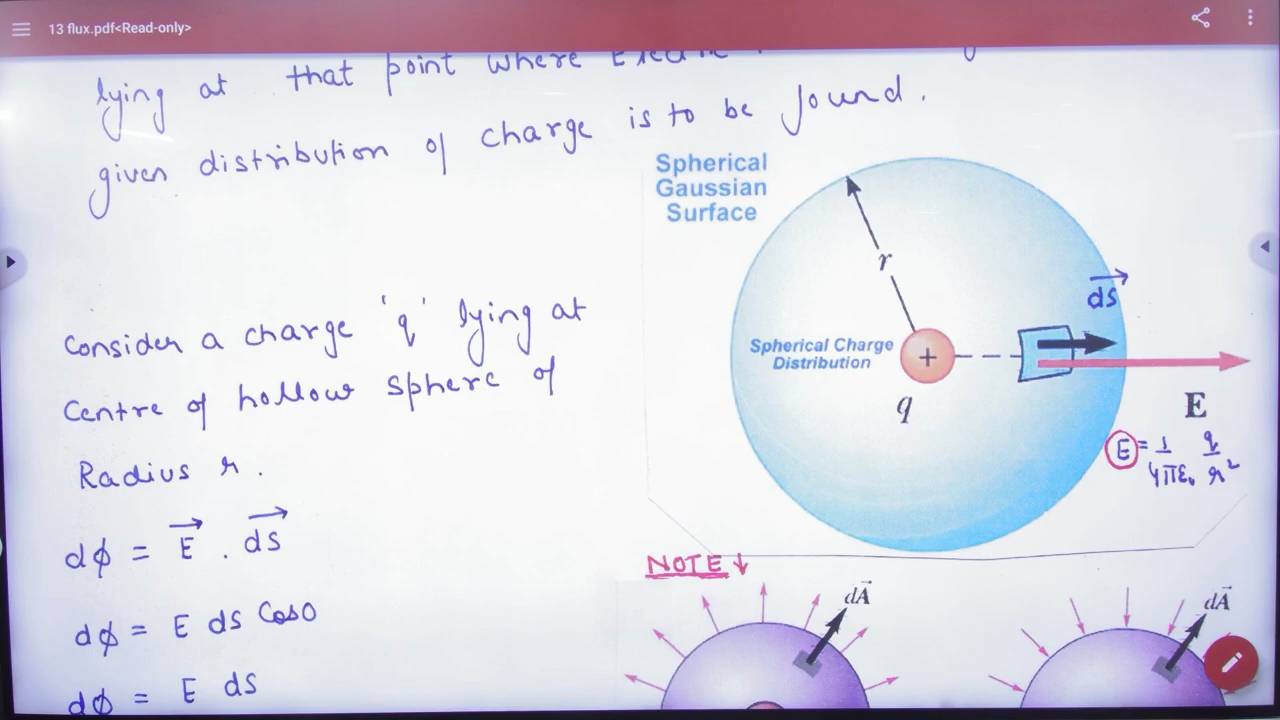 13 flux.pdf<Read-only>
lying at that point where
given distribution of charge is to be found.
Spherical
Gaussian
Surface
r
ds
Spherical Charge
Distribution
+
q
E
E = 1/4πε₀ q/r²
Consider a charge 'q' lying at
Centre of hollow sphere of
Radius r.
dϕ = E . ds
dϕ = E ds Cos0
dϕ = E ds
NOTE ↓
dA
dA